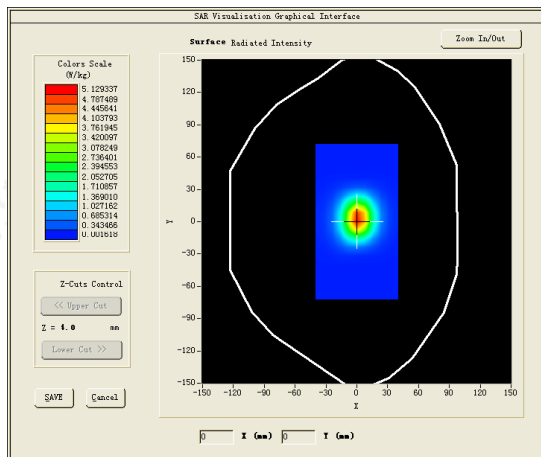 SAR Visualisation Graphical Interface
Surface Radiated Intensity
Zoom In/Out
Colors Scale
(W/kg)
5.129337
4.787489
4.445641
4.103793
3.761945
3.420097
3.078249
2.736401
2.394553
2.052705
1.710857
1.369010
1.027162
0.685314
0.343466
0.001618
Z-Cuts Control
<< Upper Cut
Z = 4.0 mm
Lower Cut >>
SAVE Cancel
150
120
90
60
30
0
-30
-60
-90
-120
-150
Y
-150 -120 -90 -60 -30 0 30 60 90 120 150
X
0 X (mm) 0 Y (mm)